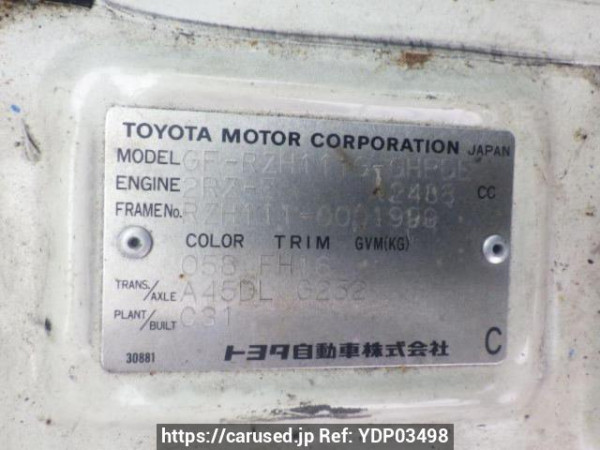 TOYOTA MOTOR CORPORATION JAPAN
MODEL
ENGINE 2RZ-E 2438 CC
FRAME No. RZH111-0001999
COLOR TRIM GVM(KG)
058 FH16
TRANS./AXLE A45DL G252
PLANT/BUILT C31
30881 トヨタ自動車株式会社 C
https://carused.jp Ref: YDP03498